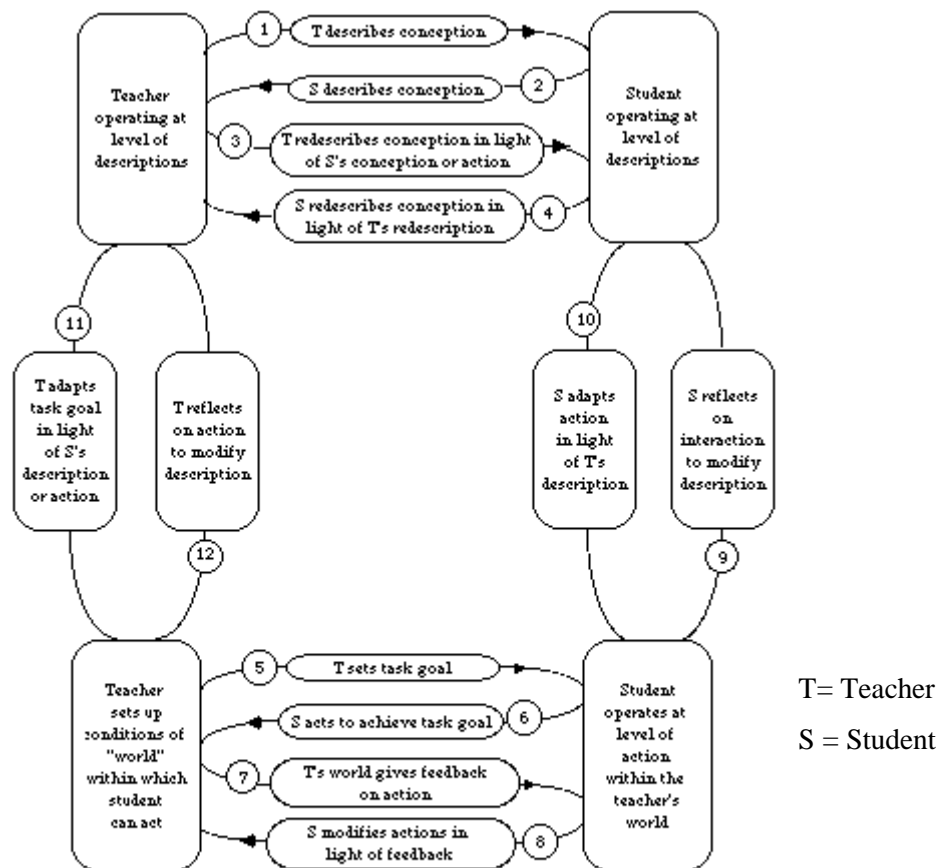 1
T describes conception
S describes conception
2
Teacher
operating at
level of
descriptions
3
T redescribes conception in light
of S's conception or action
S redescribes conception in
light of T's redescription
4
Student
operating at
level of
descriptions
11
T adapts
task goal
in light
of S's
description
or action
T reflects
on action
to modify
description
12
10
S adapts
action
in light
of T's
description
S reflects
on
interaction
to modify
description
9
Teacher
sets up
conditions of
"world"
within which
student
can act
5
T sets task goal
S acts to achieve task goal
6
7
T's world gives feedback
on action
S modifies actions in
light of feedback
8
Student
operates at
level of
action
within the
teacher's
world
T= Teacher
S = Student